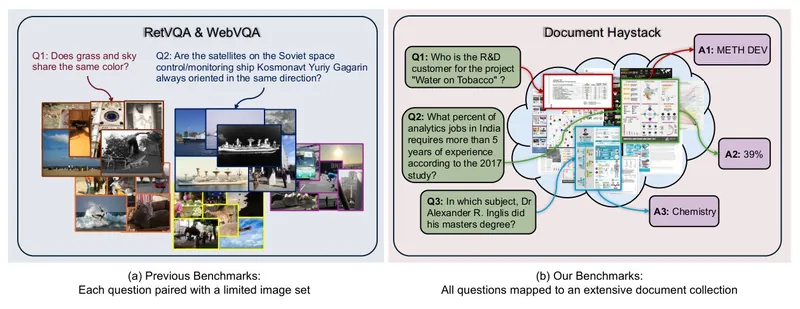 RetVQA & WebVQA
Q1: Does grass and sky
share the same color?
Q2: Are the satellites on the Soviet space
control/monitoring ship Kosmonavt Yuriy Gagarin
always oriented in the same direction?
(a) Previous Benchmarks:
Each question paired with a limited image set
Document Haystack
Q1: Who is the R&D
customer for the project
"Water on Tobacco" ?
Q2: What percent of
analytics jobs in India
requires more than 5
years of experience
according to the 2017
study?
Q3: In which subject, Dr
Alexander R. Inglis did
his masters degree?
A1: METH DEV
A2: 39%
A3: Chemistry
(b) Our Benchmarks:
All questions mapped to an extensive document collection